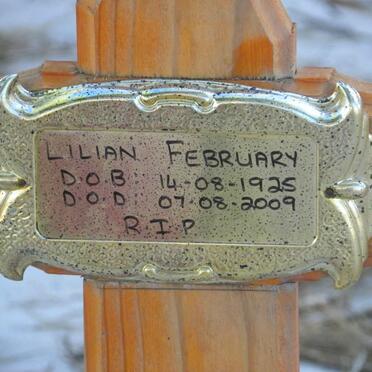 LILIAN FEBRUARY
D.O.B 14-08-1925
D.O.D 07-08-2009
R.I.P